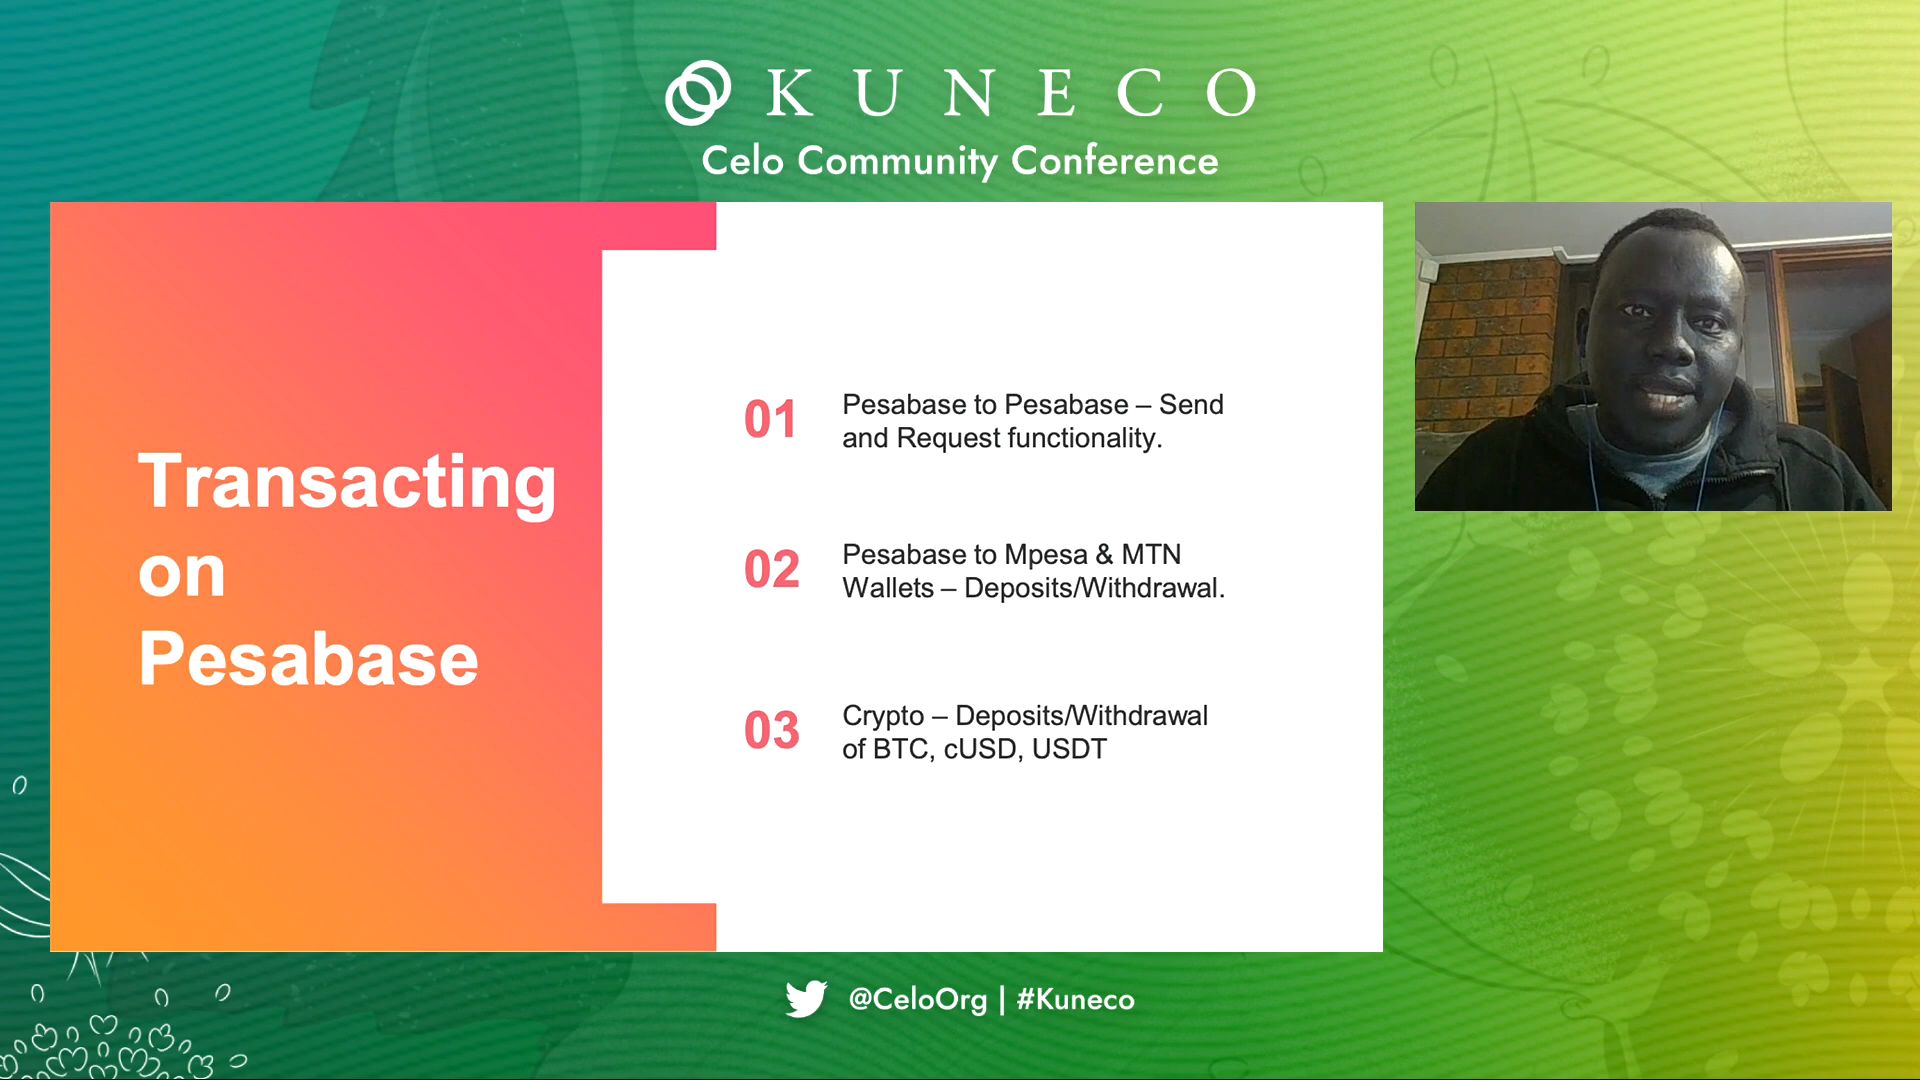 KUNECO
Celo Community Conference
Transacting
on
Pesabase
01
Pesabase to Pesabase – Send
and Request functionality.
02
Pesabase to Mpesa & MTN
Wallets – Deposits/Withdrawal.
03
Crypto – Deposits/Withdrawal
of BTC, cUSD, USDT
@CeloOrg | #Kuneco